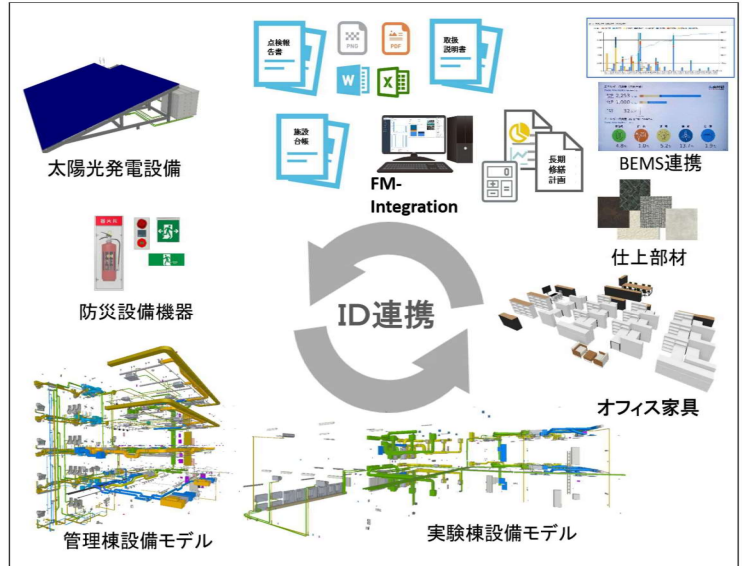 点検報
告書
PNG
PDF
取扱
説明書
W
X
施設
台帳
長期
修繕
計画
FM-
Integration
BEMS連携
太陽光発電設備
仕上部材
消火器
防災設備機器
ID連携
オフィス家具
管理棟設備モデル
実験棟設備モデル